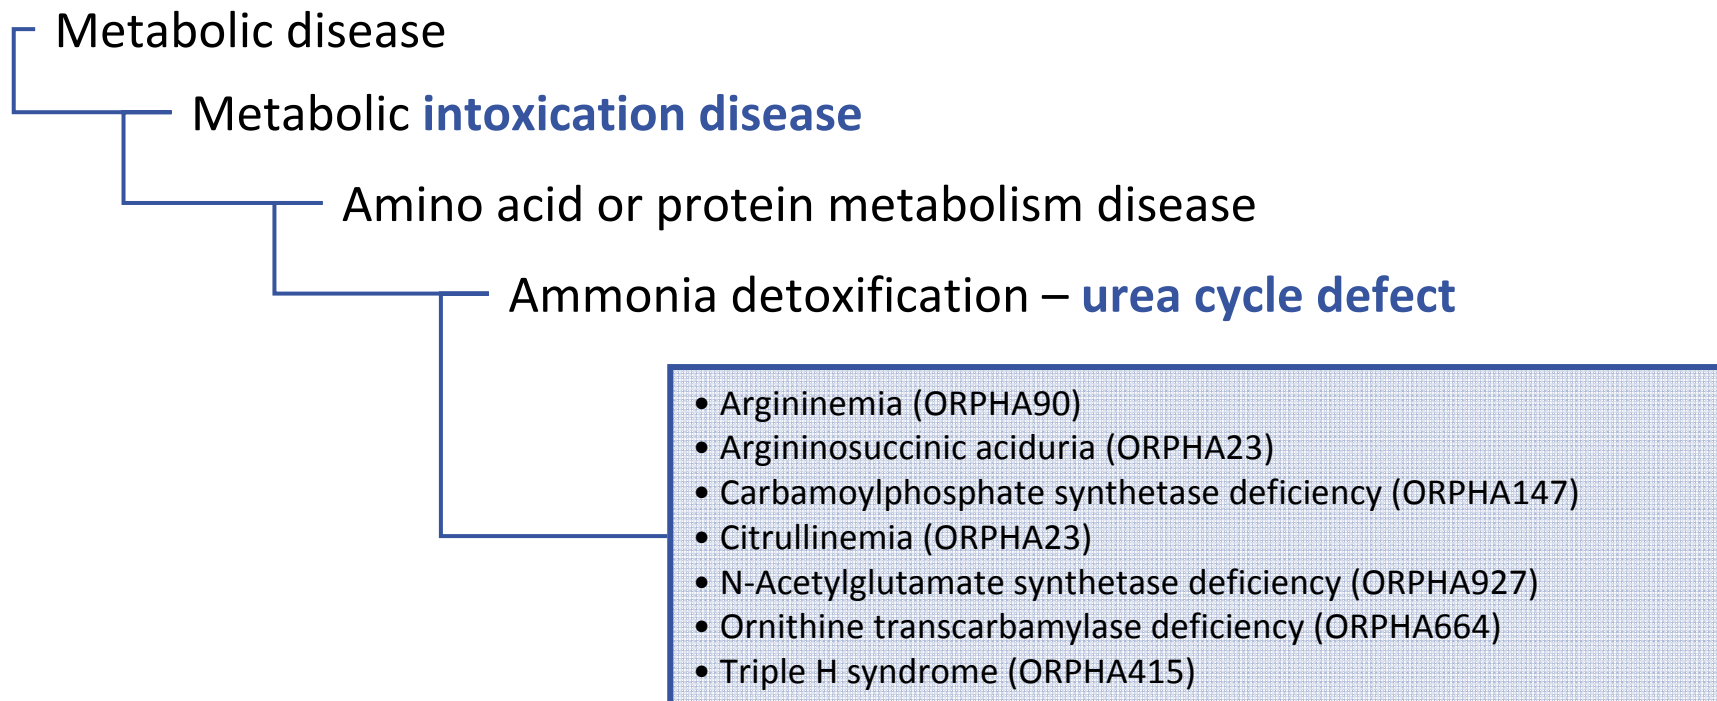 Metabolic disease
Metabolic intoxication disease
Amino acid or protein metabolism disease
Ammonia detoxification – urea cycle defect
• Argininemia (ORPHA90)
• Argininosuccinic aciduria (ORPHA23)
• Carbamoylphosphate synthetase deficiency (ORPHA147)
• Citrullinemia (ORPHA23)
• N-Acetylglutamate synthetase deficiency (ORPHA927)
• Ornithine transcarbamylase deficiency (ORPHA664)
• Triple H syndrome (ORPHA415)